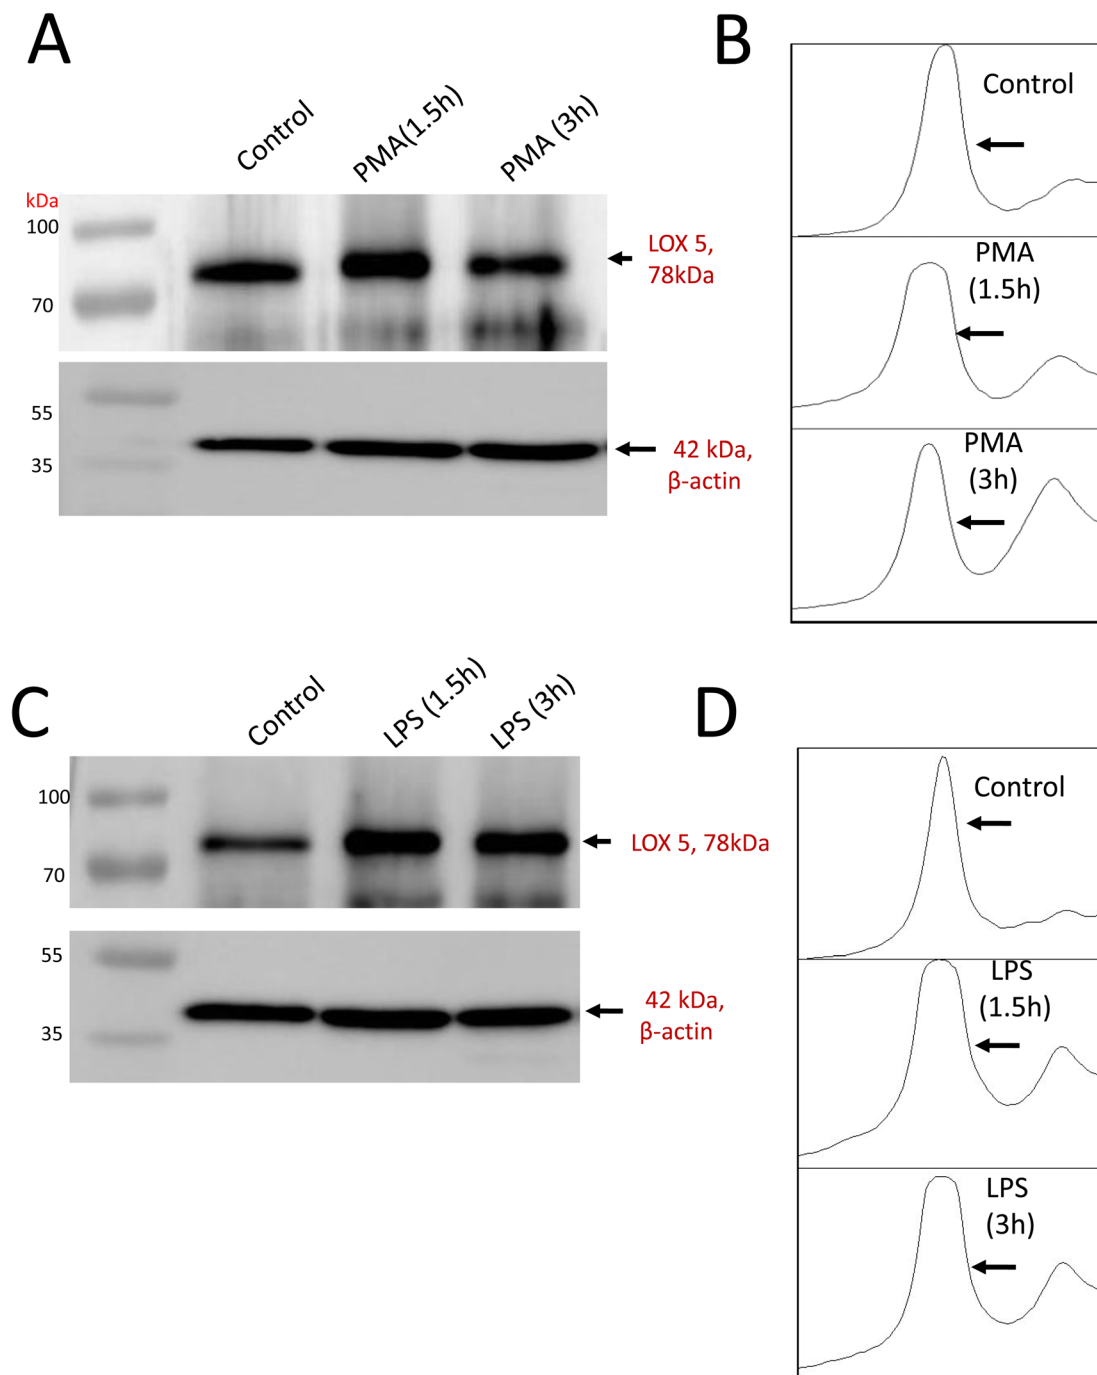 A
B
Control
PMA(1.5h)
PMA (3h)
kDa
100
70
LOX 5,
78kDa
55
35
42 kDa,
β-actin
Control
PMA
(1.5h)
PMA
(3h)
C
D
Control
LPS (1.5h)
LPS (3h)
100
70
LOX 5, 78kDa
55
35
42 kDa,
β-actin
Control
LPS
(1.5h)
LPS
(3h)